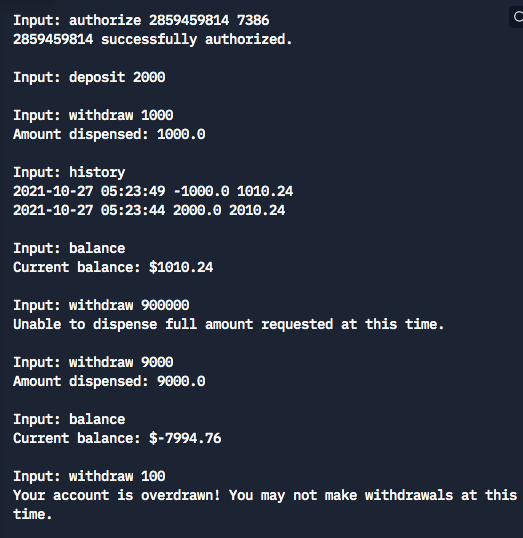 Input: authorize 2859459814 7386
2859459814 successfully authorized.
Input: deposit 2000
Input: withdraw 1000
Amount dispensed: 1000.0
Input: history
2021-10-27 05:23:49 -1000.0 1010.24
2021-10-27 05:23:44 2000.0 2010.24
Input: balance
Current balance: $1010.24
Input: withdraw 900000
Unable to dispense full amount requested at this time.
Input: withdraw 9000
Amount dispensed: 9000.0
Input: balance
Current balance: $-7994.76
Input: withdraw 100
Your account is overdrawn! You may not make withdrawals at this
time.